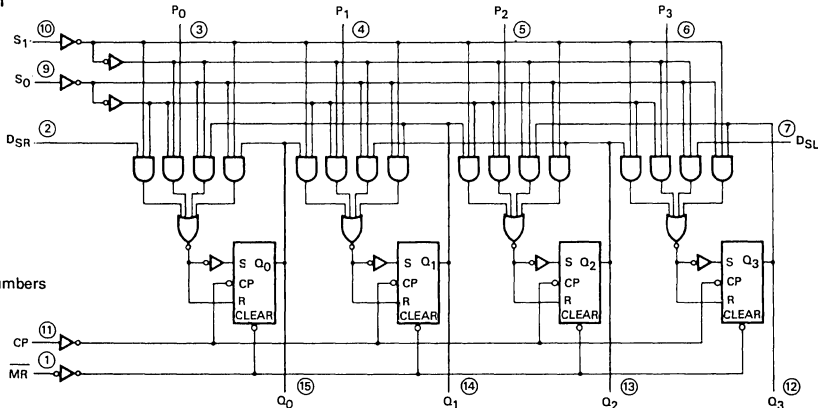 P0 P1 P2 P3
③ ④ ⑤ ⑥
⑩
S1
⑨
S0
② ⑦
DSR DSL
S Q0 S Q1 S Q2 S Q3
CP CP CP CP
R R R R
CLEAR CLEAR CLEAR CLEAR
mbers
⑪
CP
①
MR
⑮ ⑭ ⑬ ⑫
Q0 Q1 Q2 Q3